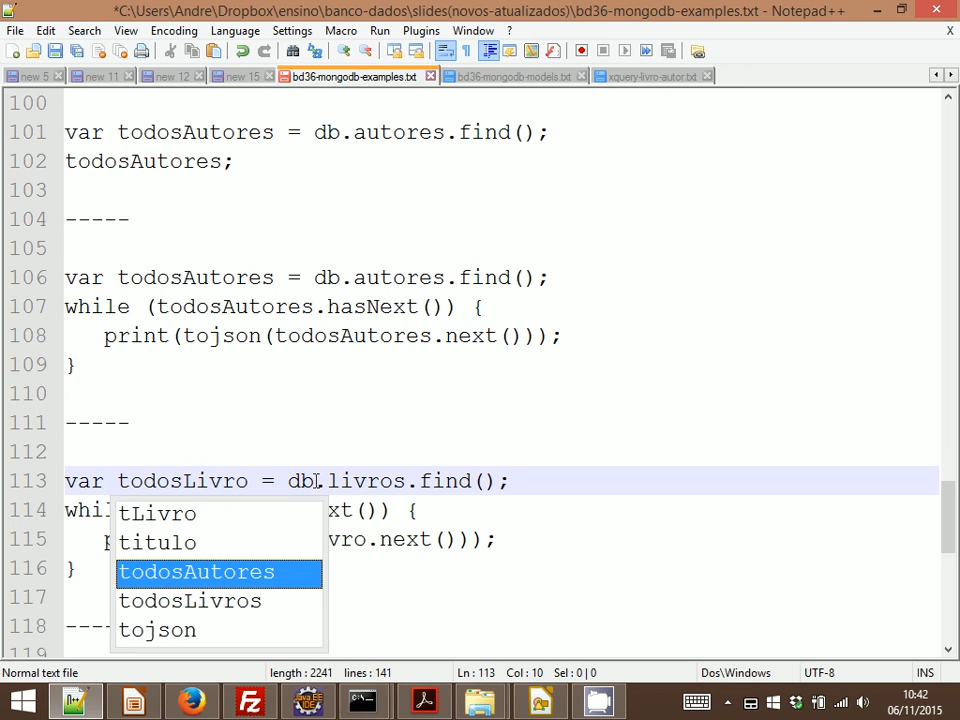 *C:\Users\Andre\Dropbox\ensino\banco-dados\slides(novos-atualizados)\bd36-mongodb-examples.txt - Notepad++
File Edit Search View Encoding Language Settings Macro Run Plugins Window ? X
new 5 new 11 new 12 new 15 bd36-mongodb-examples.txt bd36-mongodb-models.txt xquery-livro-autor.txt
100
101 var todosAutores = db.autores.find();
102 todosAutores;
103
104 -----
105
106 var todosAutores = db.autores.find();
107 while (todosAutores.hasNext()) {
108 print(tojson(todosAutores.next()));
109 }
110
111 -----
112
113 var todosLivro = db.livros.find();
114 whil xt()) {
115 p vro.next()));
116 }
117
118 ----
119
tLivro
titulo
todosAutores
todosLivros
tojson
Normal text file length : 2241 lines : 141 Ln : 113 Col : 10 Sel : 0 | 0 Dos\Windows UTF-8 INS
10:42
06/11/2015